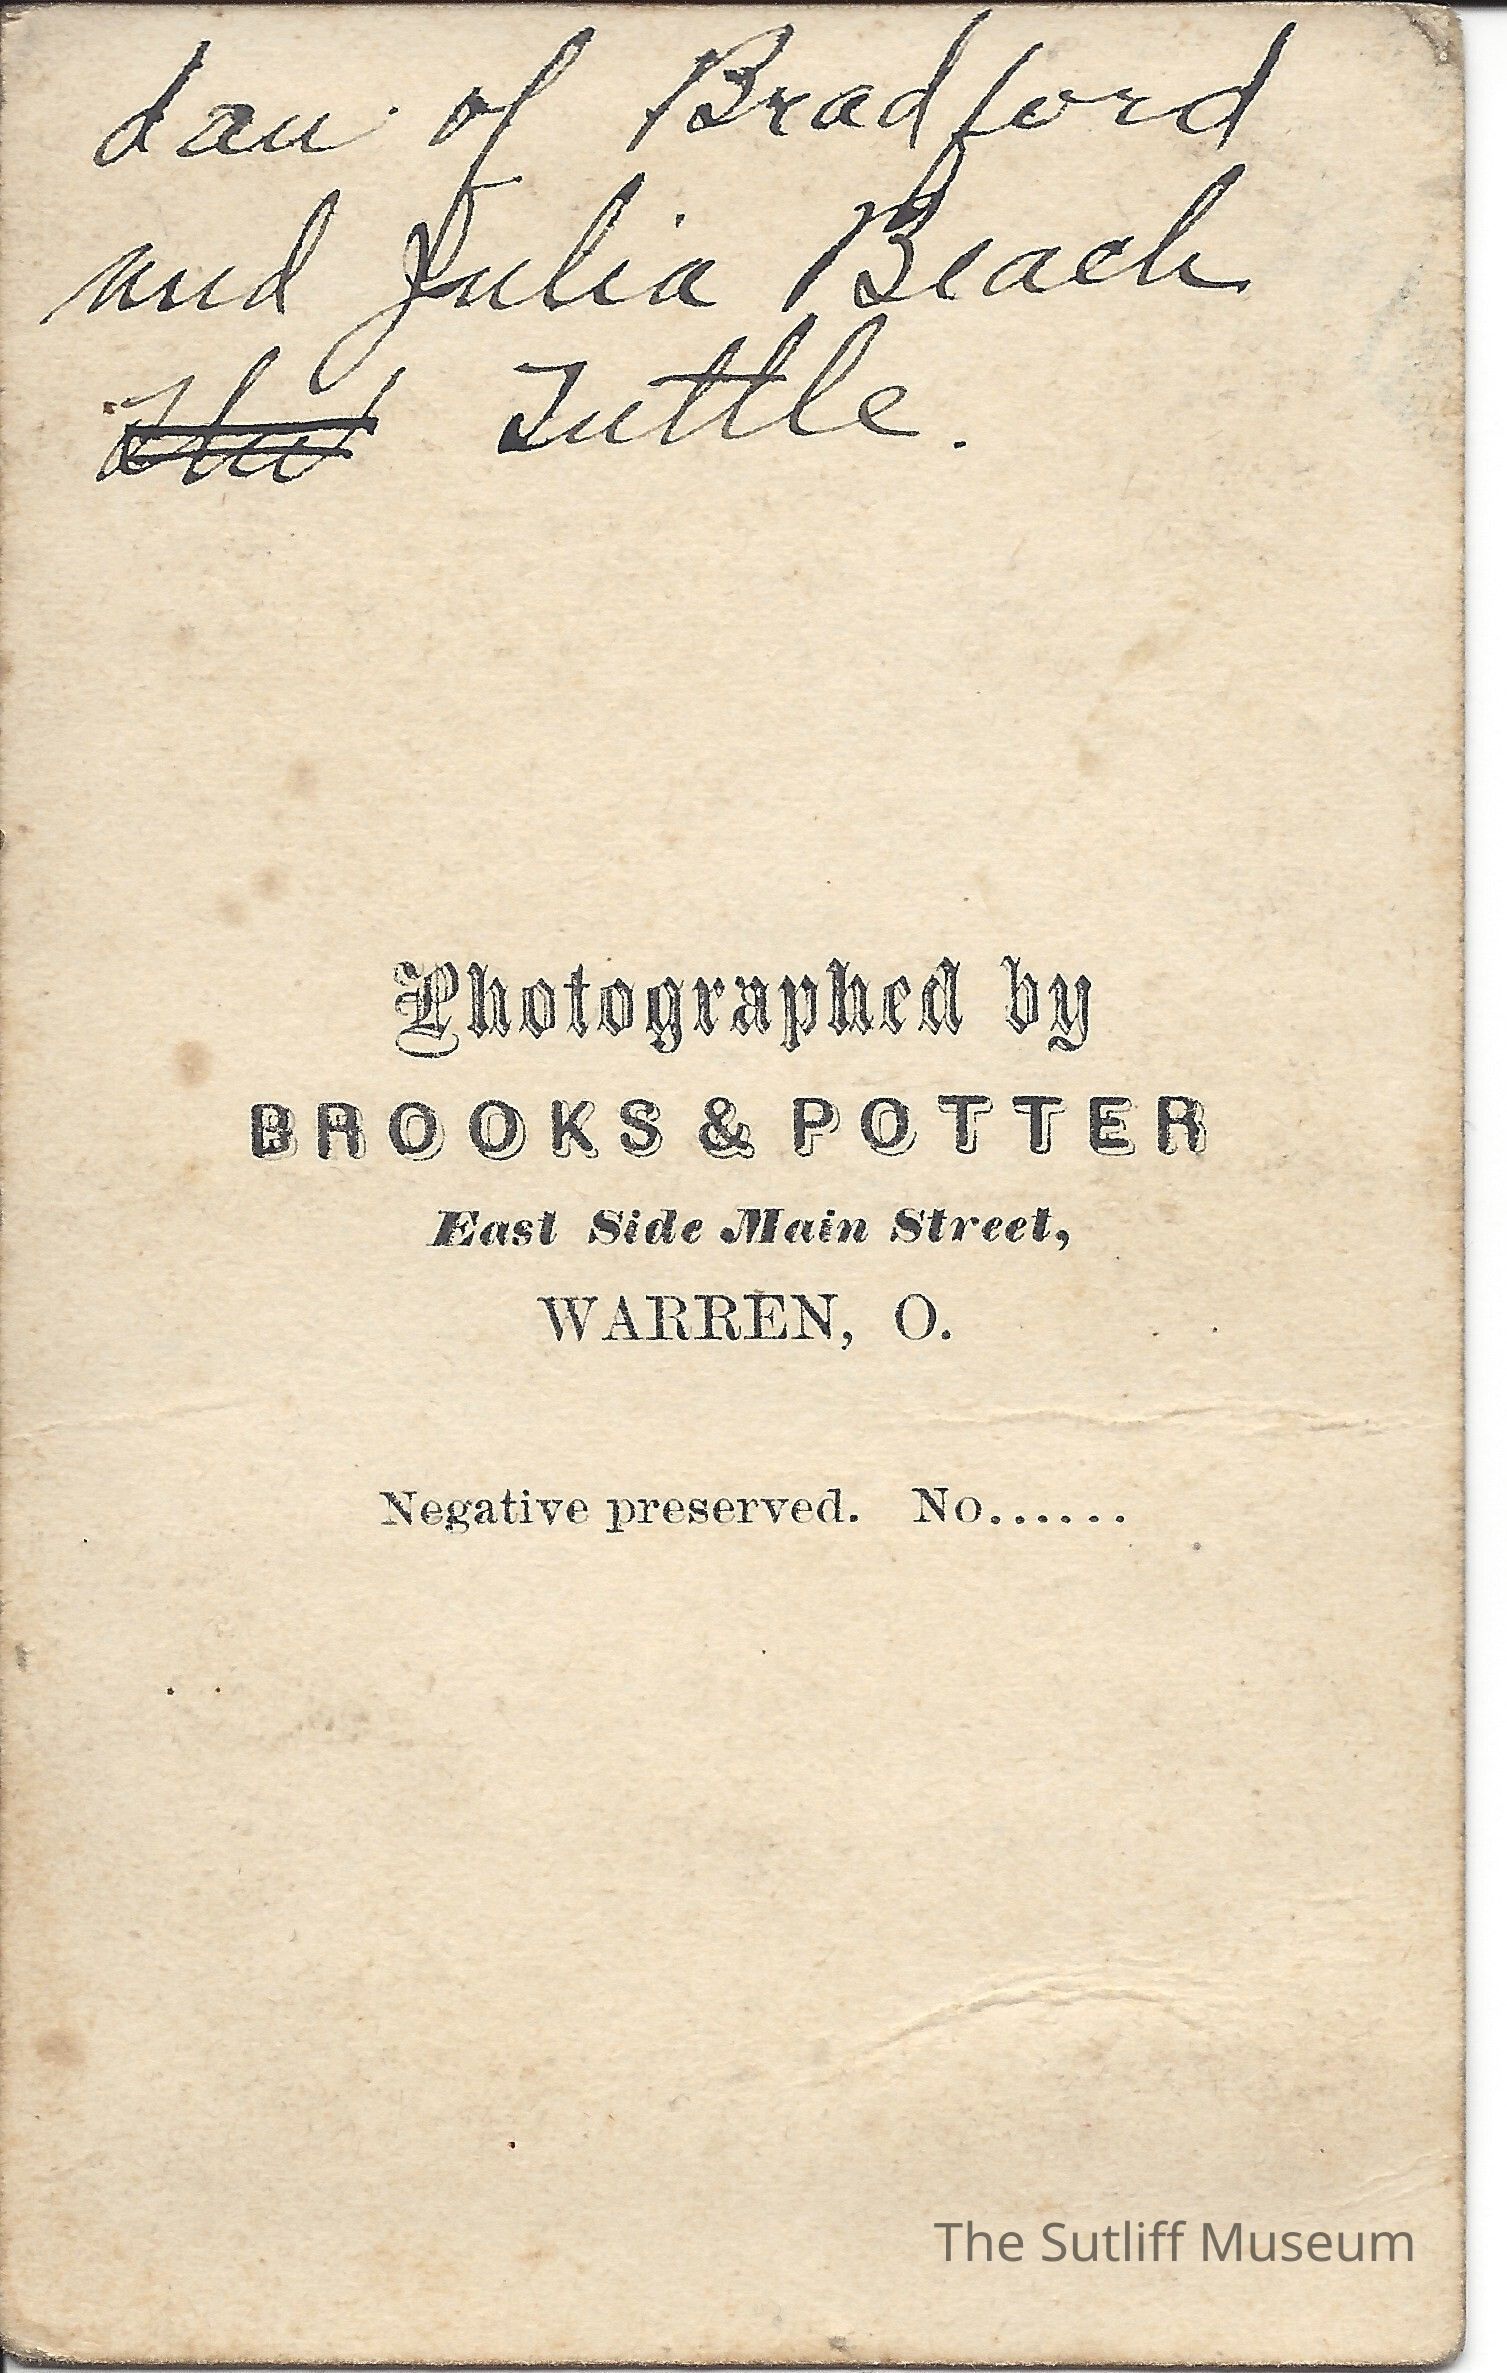 dau. of Bradford
and Julia Beach
Tuttle.
Photographed by
BROOKS & POTTER
East Side Main Street,
WARREN, O.
Negative preserved. No......
The Sutliff Museum